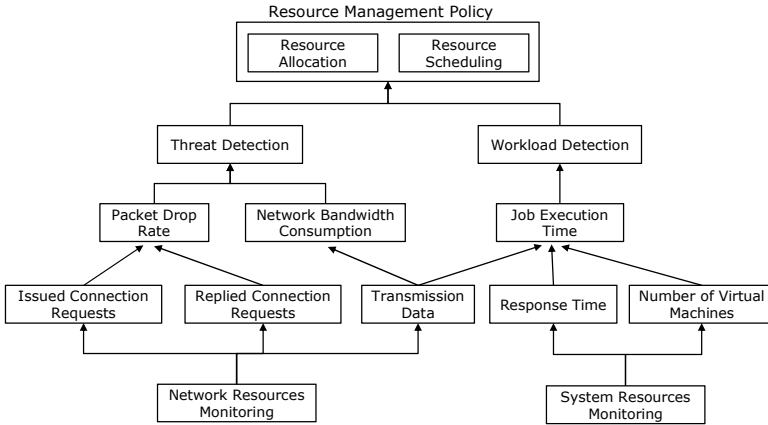 Resource Management Policy
Resource
Allocation
Resource
Scheduling
Threat Detection
Workload Detection
Packet Drop
Rate
Network Bandwidth
Consumption
Job Execution
Time
Issued Connection
Requests
Replied Connection
Requests
Transmission
Data
Response Time
Number of Virtual
Machines
Network Resources
Monitoring
System Resources
Monitoring